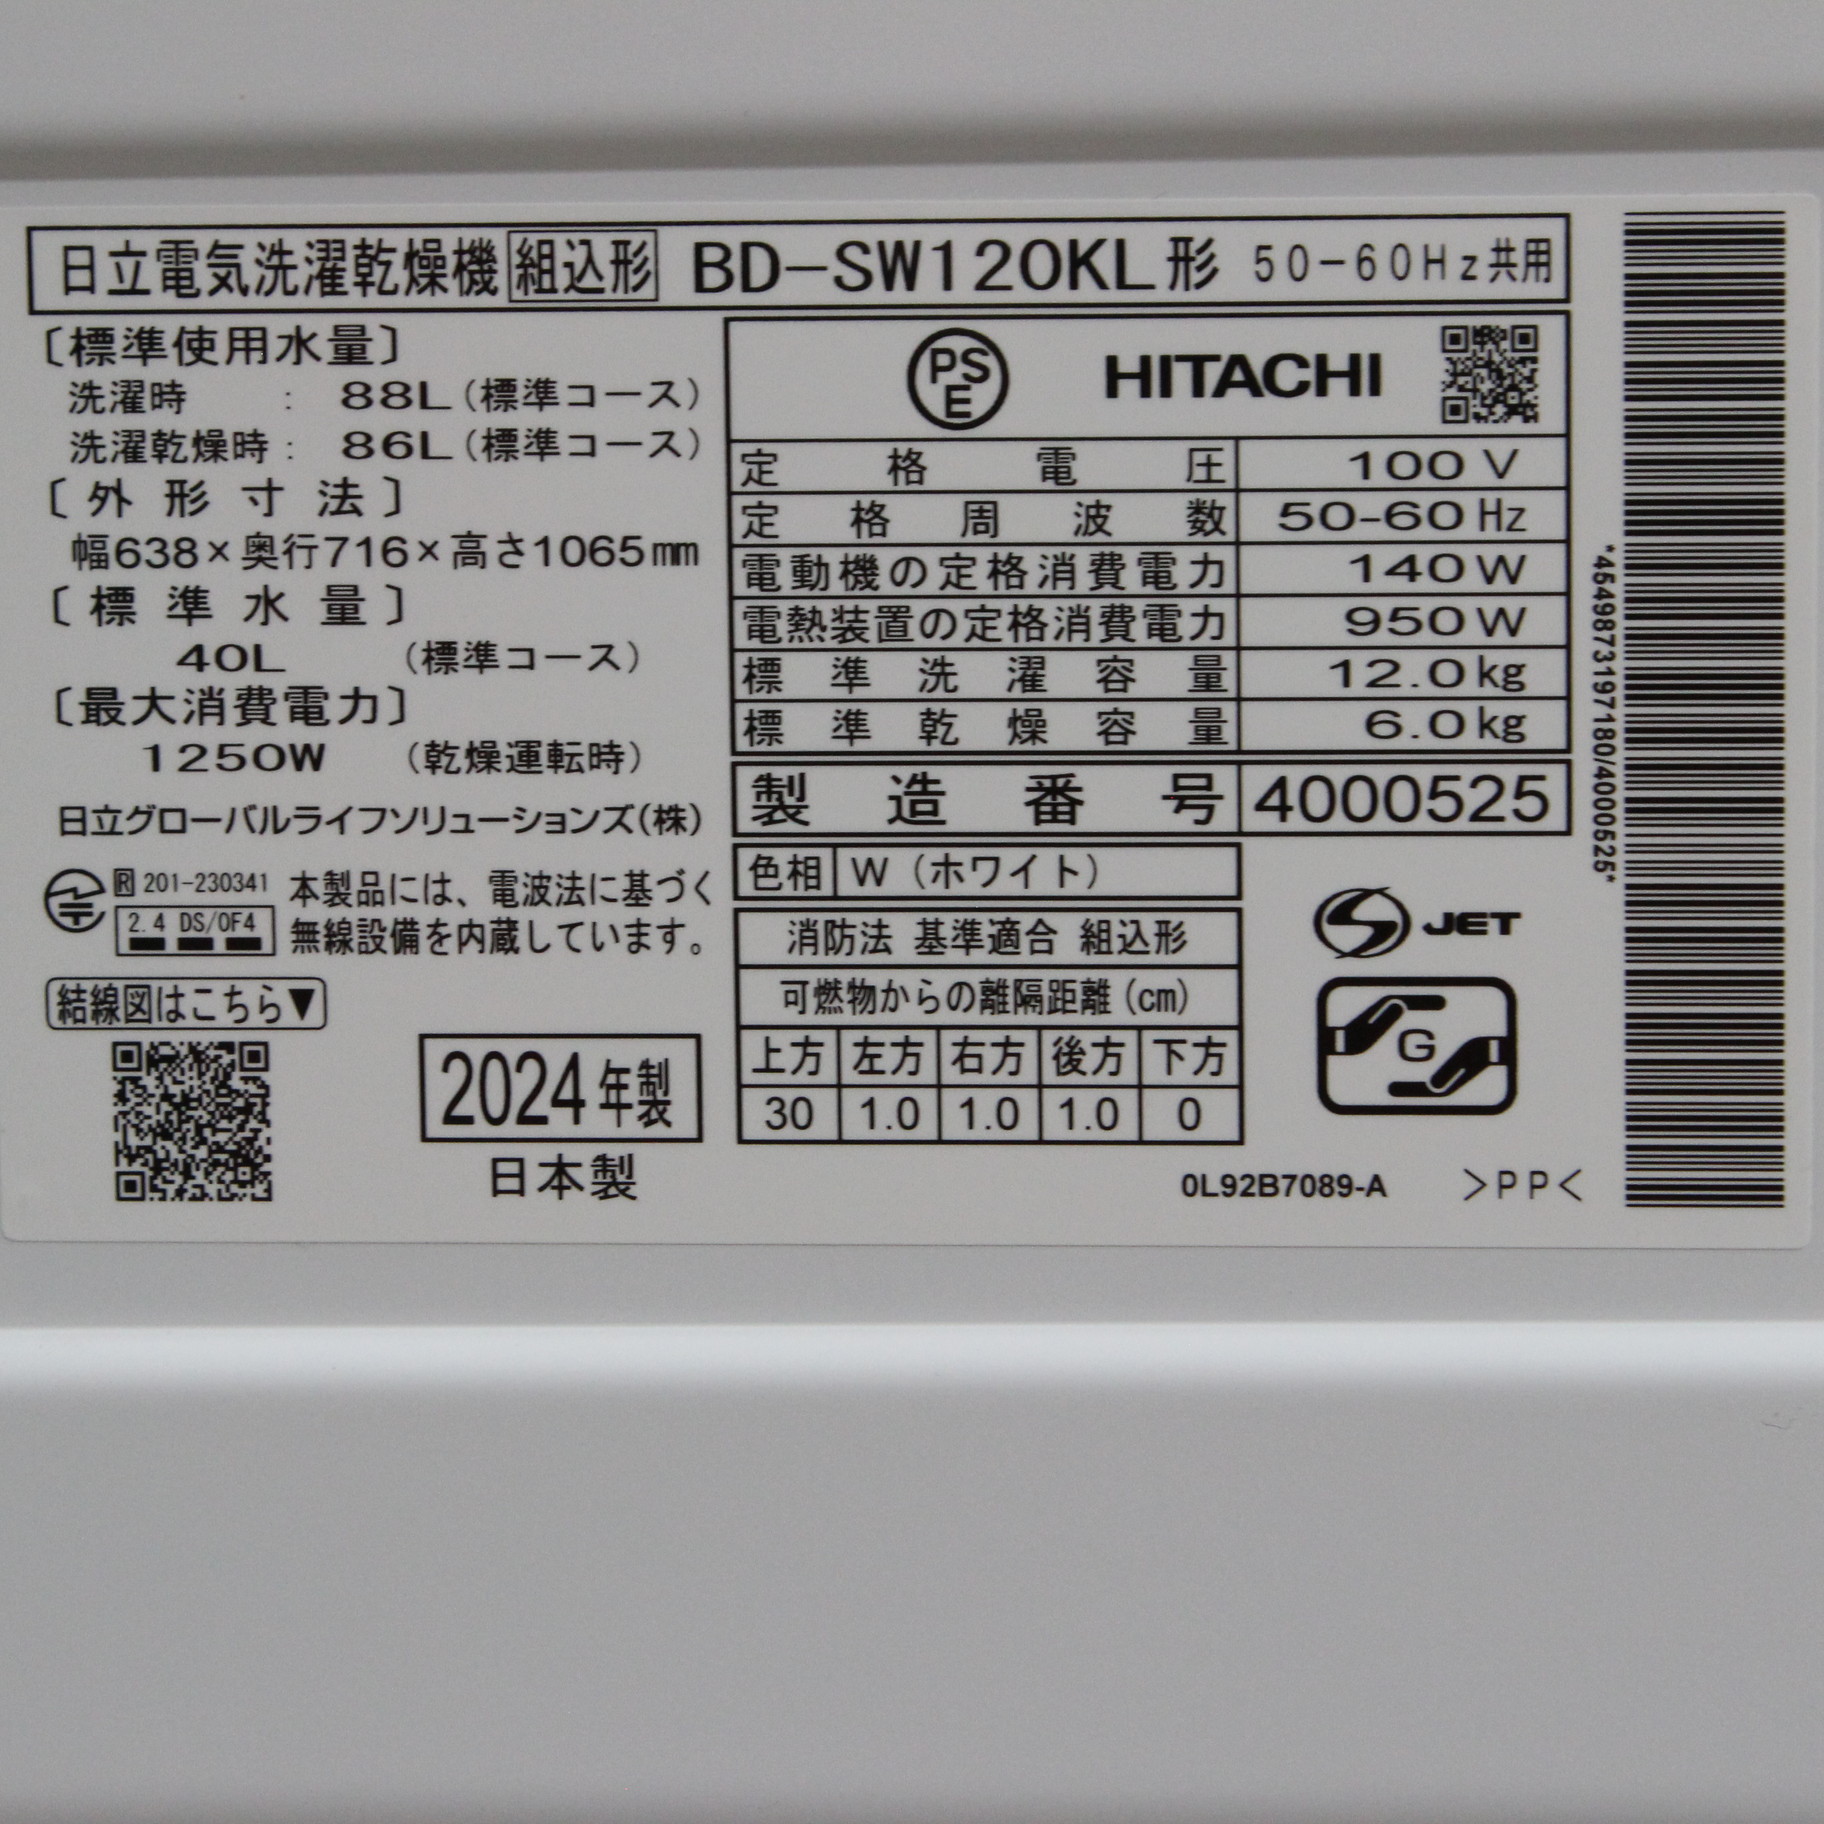 日立電気洗濯乾燥機 組込形 BD-SW120KL形 50-60Hz共用
〔標準使用水量〕
洗濯時 : 88L(標準コース)
洗濯乾燥時: 86L(標準コース)
〔外形寸法〕
幅638×奥行716×高さ1065mm
〔標準水量〕
40L (標準コース)
〔最大消費電力〕
1250W (乾燥運転時)
日立グローバルライフソリューションズ(株)
R 201-230341
2.4 DS/OF4
本製品には、電波法に基づく
無線設備を内蔵しています。
結線図はこちら▼
2024年製
日本製
PSE HITACHI
定格電圧 100V
定格周波数 50-60Hz
電動機の定格消費電力 140W
電熱装置の定格消費電力 950W
標準洗濯容量 12.0kg
標準乾燥容量 6.0kg
製造番号 4000525
色相 W(ホワイト)
消防法 基準適合 組込形
可燃物からの離隔距離(cm)
上方 左方 右方 後方 下方
30 1.0 1.0 1.0 0
S JET
G
0L92B7089-A >PP<
*4549873197180/4000525*